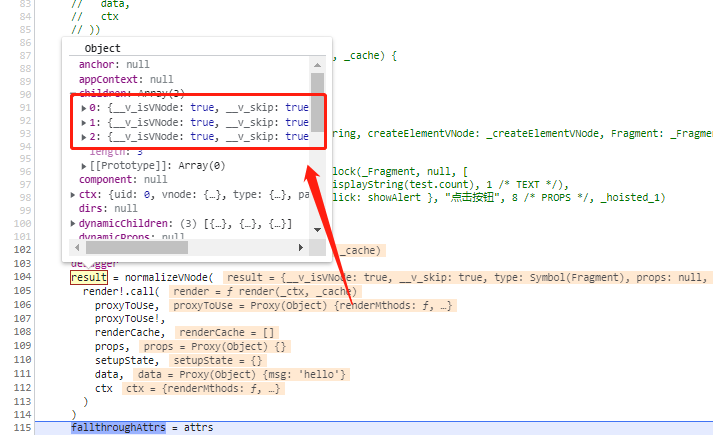 83 // data,
84 // ctx
85 // ))
86
87 , _cache) {
88
89
90
91
92
93 ring, createElementVNode: _createElementVNode, Fragment: _Fragm
94
95
96 lock(_Fragment, null, [
97 isplayString(test.count), 1 /* TEXT */),
98 lick: showAlert }, "点击按钮", 8 /* PROPS */, _hoisted_1)
99
100
101
Object
anchor: null
appContext: null
children: Array(3)
0: {__v_isVNode: true, __v_skip: true
1: {__v_isVNode: true, __v_skip: true
2: {__v_isVNode: true, __v_skip: true
length: 3
[[Prototype]]: Array(0)
component: null
ctx: {uid: 0, vnode: {…}, type: {…}, pa
dirs: null
dynamicChildren: (3) [{…}, {…}, {…}]
dynamicProps: null
102 _cache)
103 debugger
104 result = normalizeVNode( result = {__v_isVNode: true, __v_skip: true, type: Symbol(Fragment), props: null,
105 render!.call( render = ƒ render(_ctx, _cache)
106 proxyToUse, proxyToUse = Proxy(Object) {renderMthods: ƒ, …}
107 proxyToUse!,
108 renderCache, renderCache = []
109 props, props = Proxy(Object) {}
110 setupState, setupState = {}
111 data, data = Proxy(Object) {msg: 'hello'}
112 ctx ctx = {renderMthods: ƒ, …}
113 )
114 )
115 fallthroughAttrs = attrs